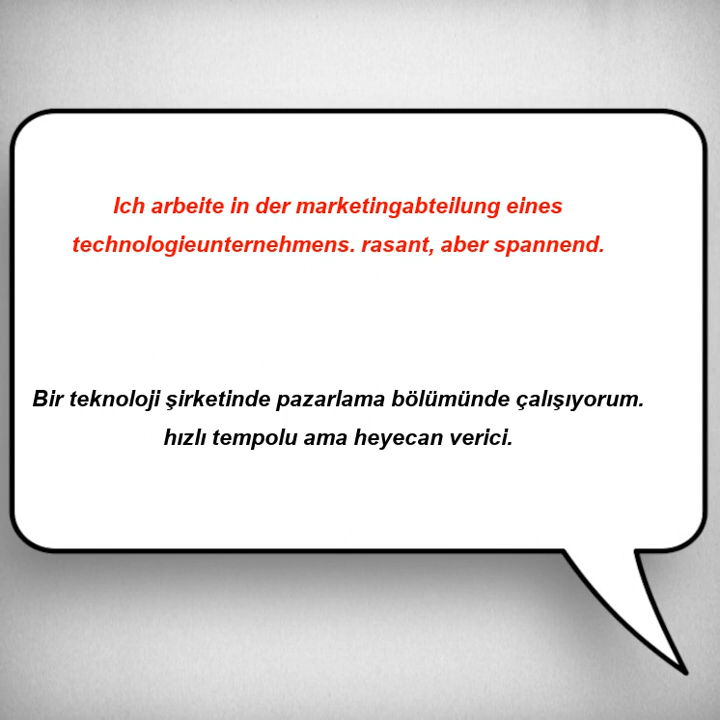 Ich arbeite in der marketingabteilung eines
technologieunternehmens. rasant, aber spannend.
Bir teknoloji şirketinde pazarlama bölümünde çalışıyorum.
hızlı tempolu ama heyecan verici.